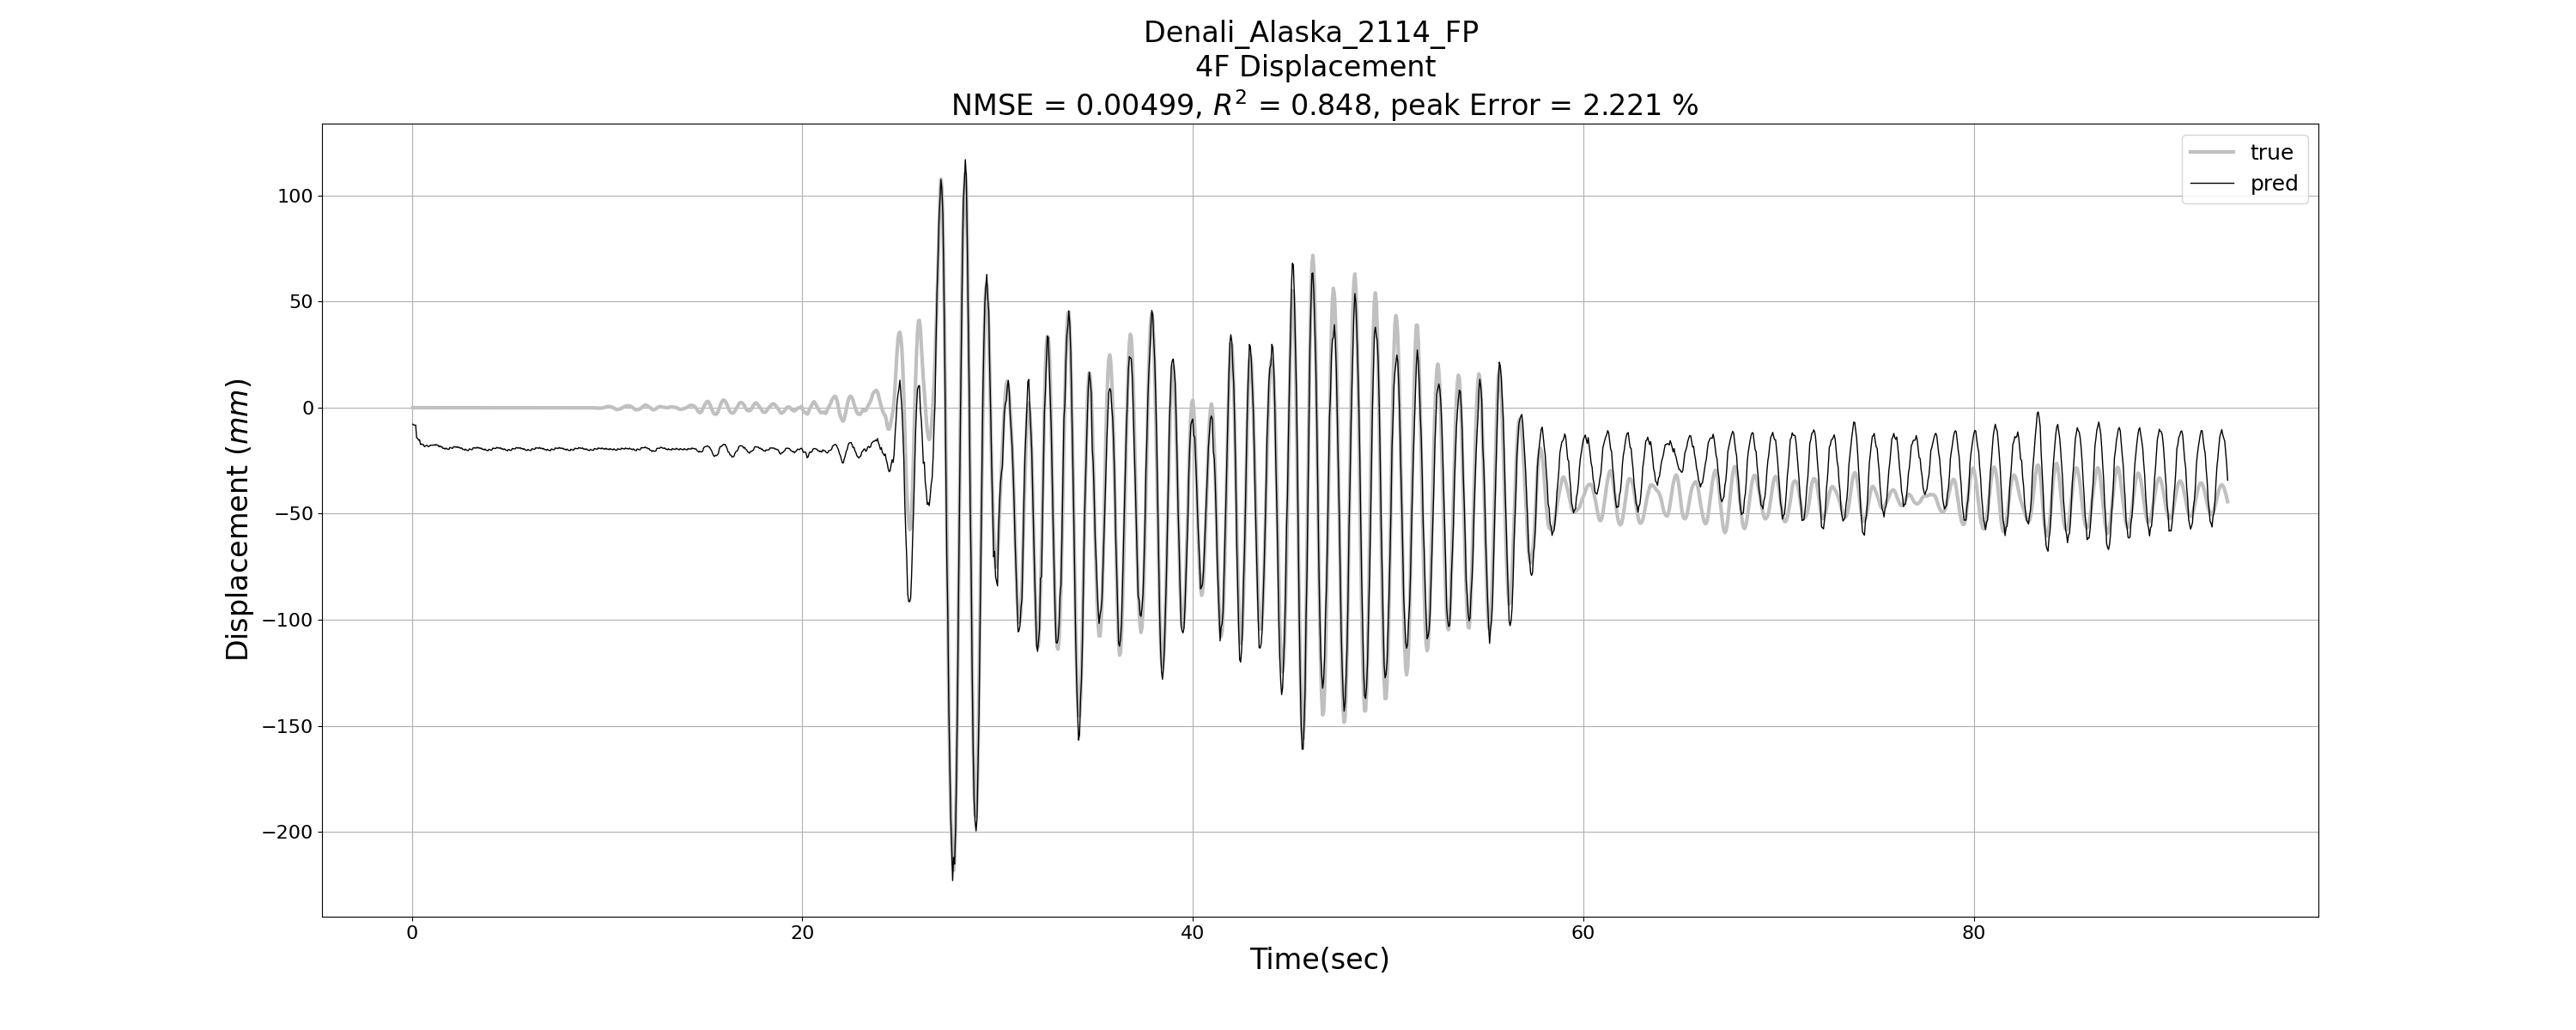 Denali_Alaska_2114_FP
4F Displacement
NMSE = 0.00499, R² = 0.848, peak Error = 2.221 %
true
pred
Displacement (mm)
100
50
0
−50
−100
−150
−200
0 20 40 60 80
Time(sec)